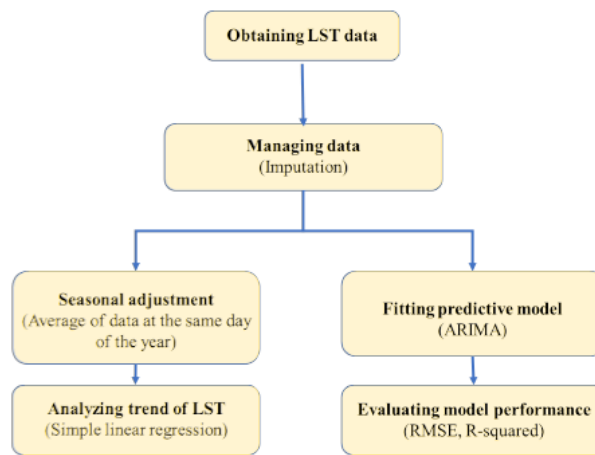 Obtaining LST data
Managing data
(Imputation)
Seasonal adjustment
(Average of data at the same day
of the year)
Fitting predictive model
(ARIMA)
Analyzing trend of LST
(Simple linear regression)
Evaluating model performance
(RMSE, R-squared)